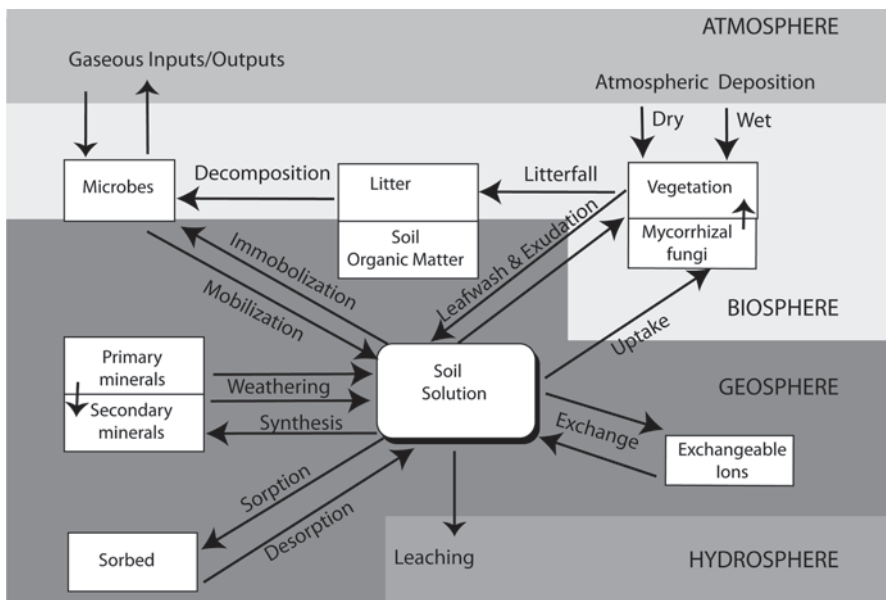 ATMOSPHERE
Gaseous Inputs/Outputs
Atmospheric Deposition
Dry
Wet
Microbes
Decomposition
Litter
Litterfall
Vegetation
Soil
Organic Matter
Mycorrhizal
fungi
Immobolization
Mobilization
Leafwash & Exudation
Uptake
BIOSPHERE
Primary
minerals
Weathering
Secondary
minerals
Synthesis
Soil
Solution
GEOSPHERE
Exchange
Exchangeable
Ions
Sorption
Desorption
Sorbed
Leaching
HYDROSPHERE